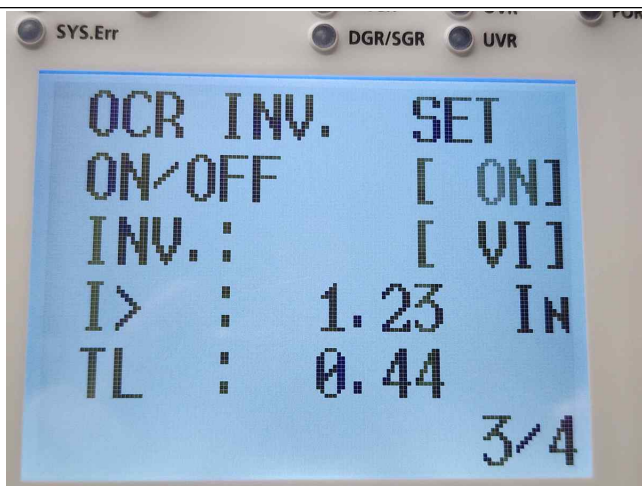 SYS.Err
DGR/SGR
UVR
OCR INV. SET
ON/OFF [ ON]
INV.: [ VI]
I> : 1.23 In
TL : 0.44
3/4